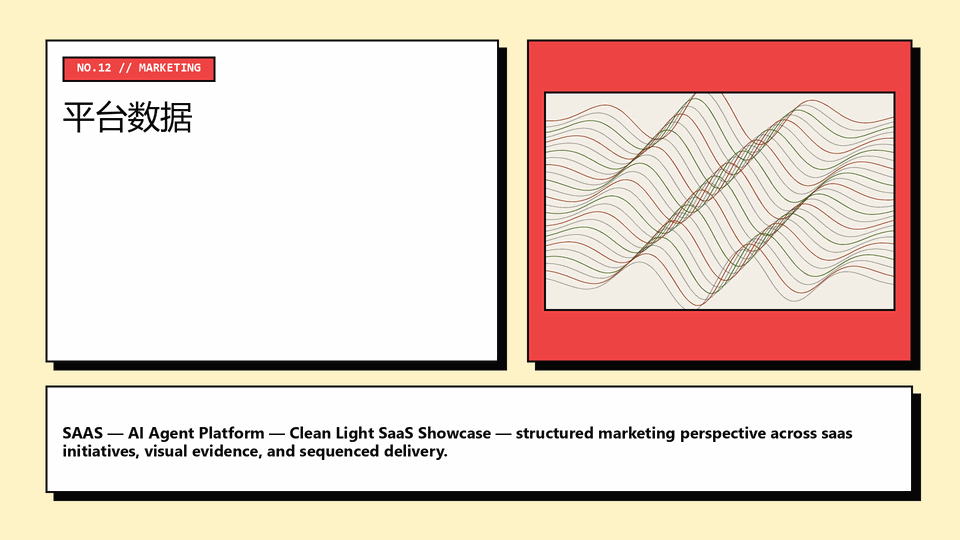 NO.12 // MARKETING
平台数据
SAAS — AI Agent Platform — Clean Light SaaS Showcase — structured marketing perspective across saas
initiatives, visual evidence, and sequenced delivery.